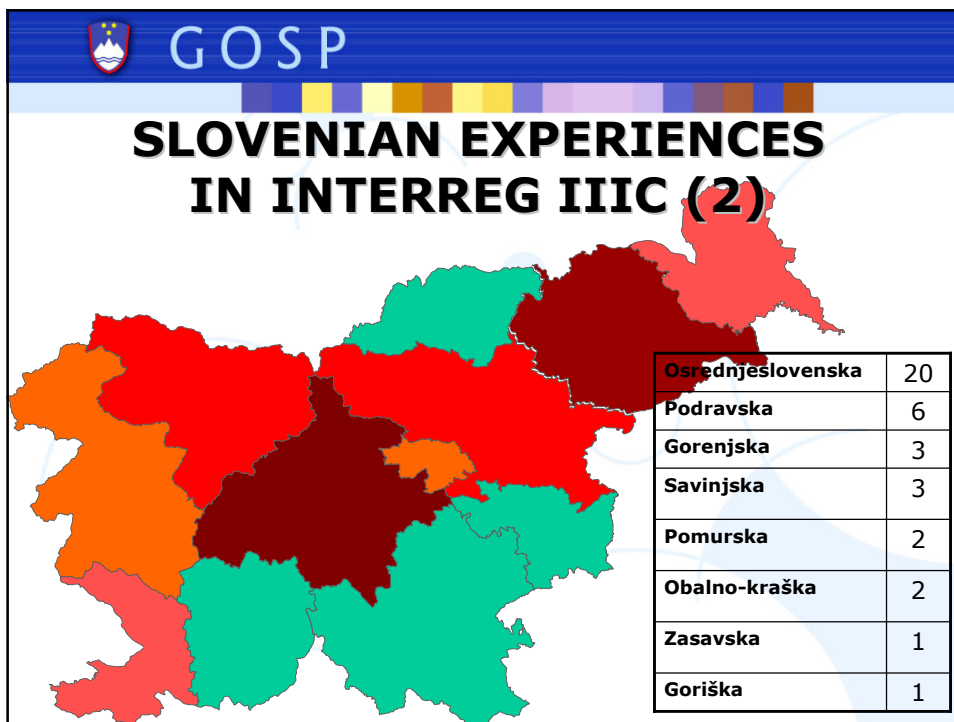 GOSP
SLOVENIAN EXPERIENCES
IN INTERREG IIIC (2)
Osrednjeslovenska 20
Podravska 6
Gorenjska 3
Savinjska 3
Pomurska 2
Obalno-kraška 2
Zasavska 1
Goriška 1